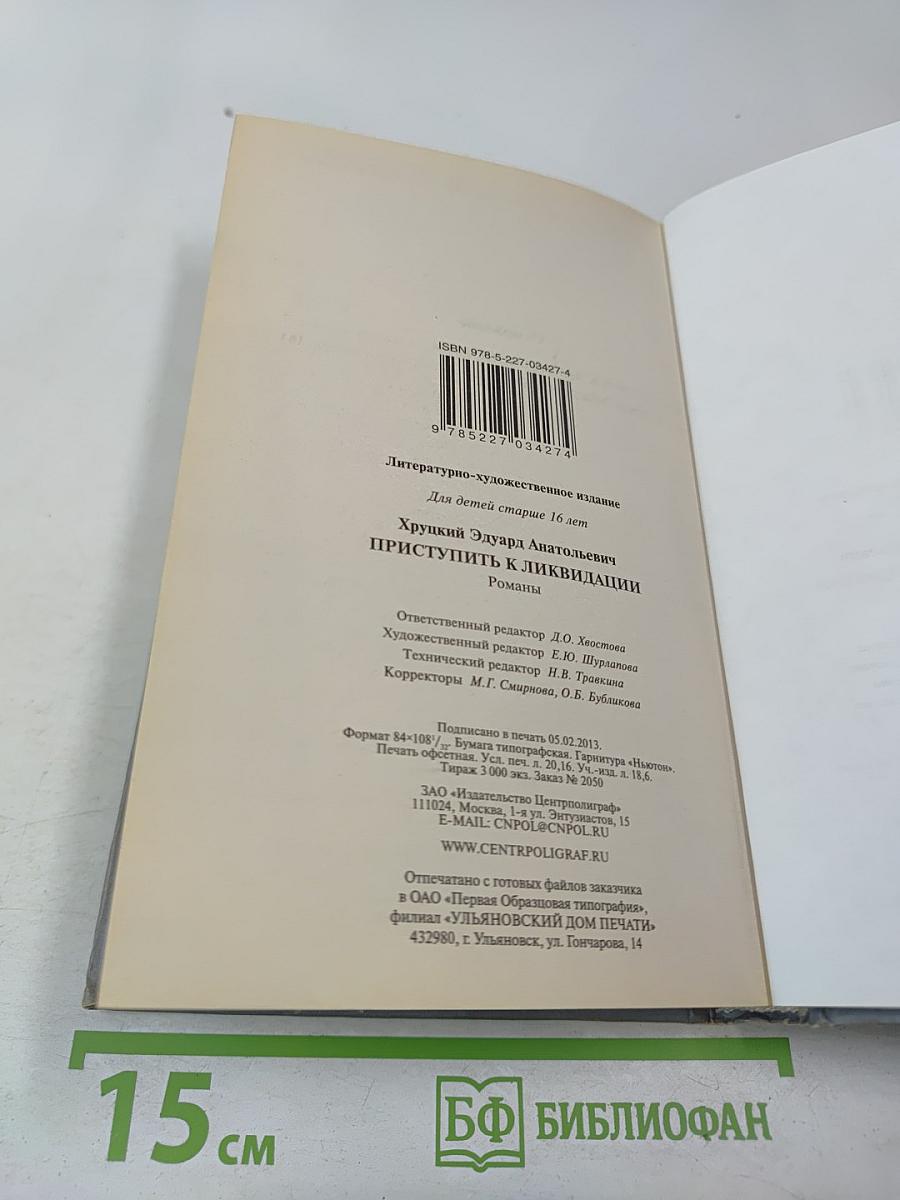 ISBN 978-5-227-03427-4
9 785227 034274
Литературно-художественное издание
Для детей старше 16 лет
Хруцкий Эдуард Анатольевич
ПРИСТУПИТЬ К ЛИКВИДАЦИИ
Романы
Ответственный редактор Д.О. Хвостова
Художественный редактор Е.Ю. Шурлапова
Технический редактор Н.В. Травкина
Корректоры М.Г. Смирнова, О.Б. Бубликова
Подписано в печать 05.02.2013.
Формат 84×108¹/₃₂. Бумага типографская. Гарнитура «Ньютон».
Печать офсетная. Усл. печ. л. 20,16. Уч.-изд. л. 18,6.
Тираж 3 000 экз. Заказ № 2050
ЗАО «Издательство Центрполиграф»
111024, Москва, 1-я ул. Энтузиастов, 15
E-MAIL: CNPOL@CNPOL.RU
WWW.CENTRPOLIGRAF.RU
Отпечатано с готовых файлов заказчика
в ОАО «Первая Образцовая типография»,
филиал «УЛЬЯНОВСКИЙ ДОМ ПЕЧАТИ»
432980, г. Ульяновск, ул. Гончарова, 14
15 см
БФ БИБЛИОФАН